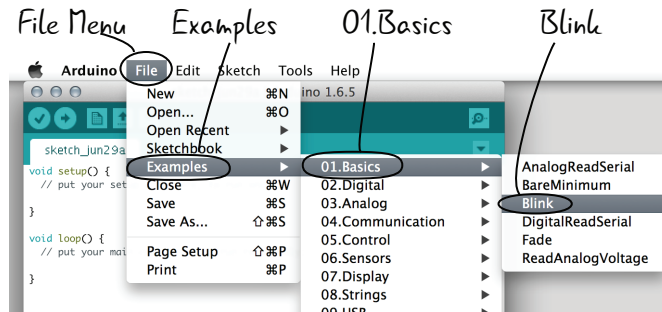 File Menu Examples 01.Basics Blink
Arduino File Edit Sketch Tools Help
ino 1.6.5
New ⌘N
Open... ⌘O
Open Recent ▶
Sketchbook ▶
Examples ▶
Close ⌘W
Save ⌘S
Save As... ⇧⌘S
Page Setup ⇧⌘P
Print ⌘P
sketch_jun29a
void setup() {
// put your set
}
void loop() {
// put your mai
}
01.Basics ▶
02.Digital ▶
03.Analog ▶
04.Communication ▶
05.Control ▶
06.Sensors ▶
07.Display ▶
08.Strings ▶
09.USB ▶
AnalogReadSerial
BareMinimum
Blink
DigitalReadSerial
Fade
ReadAnalogVoltage